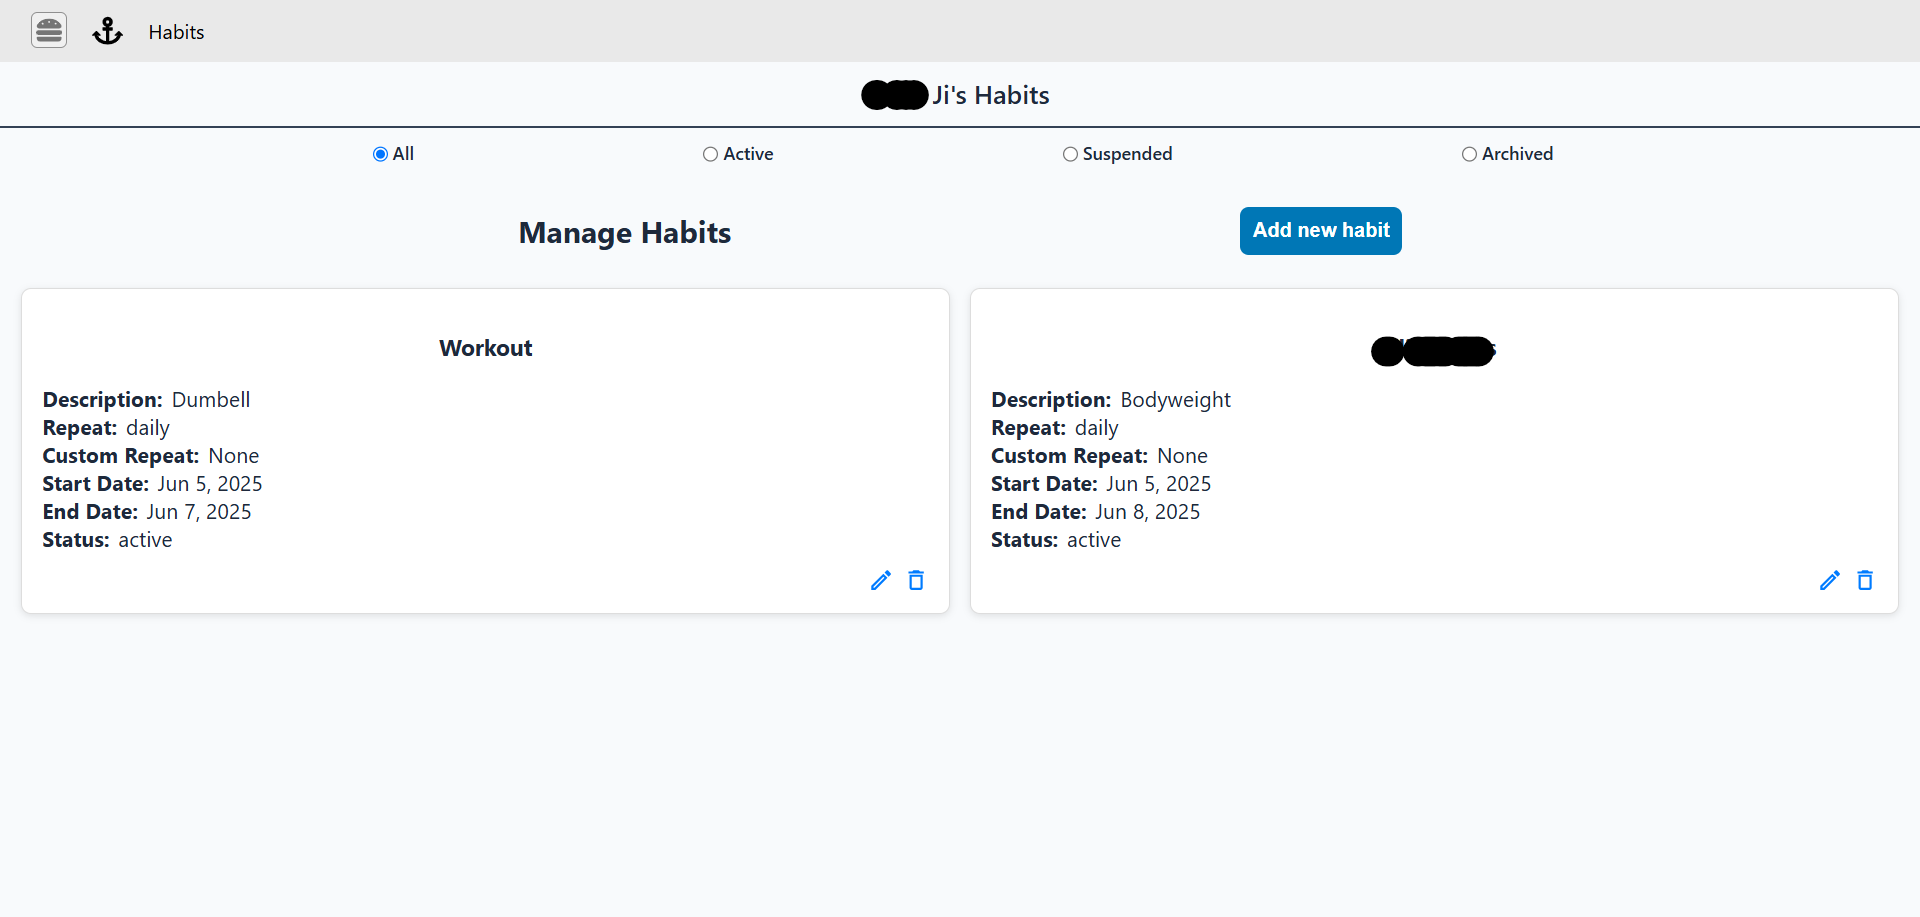 Habits
Ji's Habits
All
Active
Suspended
Archived
Manage Habits
Add new habit
Workout
Description: Dumbell
Repeat: daily
Custom Repeat: None
Start Date: Jun 5, 2025
End Date: Jun 7, 2025
Status: active
Description: Bodyweight
Repeat: daily
Custom Repeat: None
Start Date: Jun 5, 2025
End Date: Jun 8, 2025
Status: active